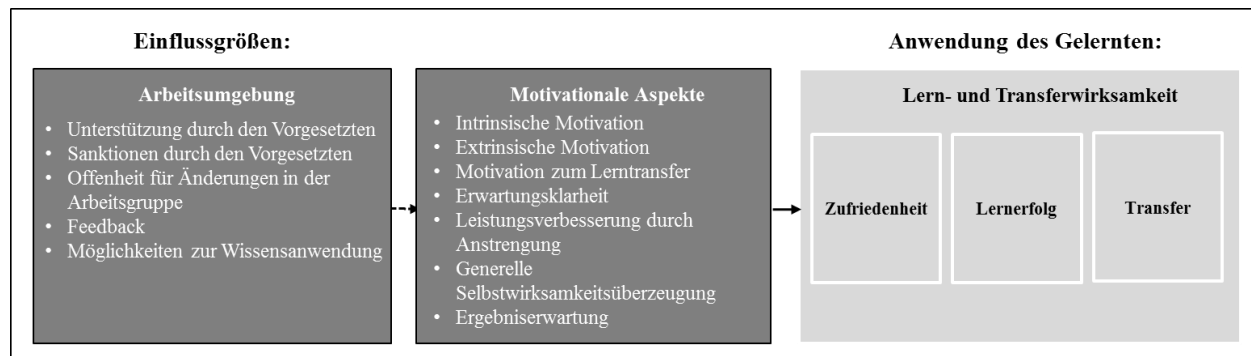 Einflussgrößen:
Arbeitsumgebung
• Unterstützung durch den Vorgesetzten
• Sanktionen durch den Vorgesetzten
• Offenheit für Änderungen in der
Arbeitsgruppe
• Feedback
• Möglichkeiten zur Wissensanwendung
Motivationale Aspekte
• Intrinsische Motivation
• Extrinsische Motivation
• Motivation zum Lerntransfer
• Erwartungsklarheit
• Leistungsverbesserung durch
Anstrengung
• Generelle
Selbstwirksamkeitsüberzeugung
• Ergebniserwartung
Anwendung des Gelernten:
Lern- und Transferwirksamkeit
Zufriedenheit
Lernerfolg
Transfer